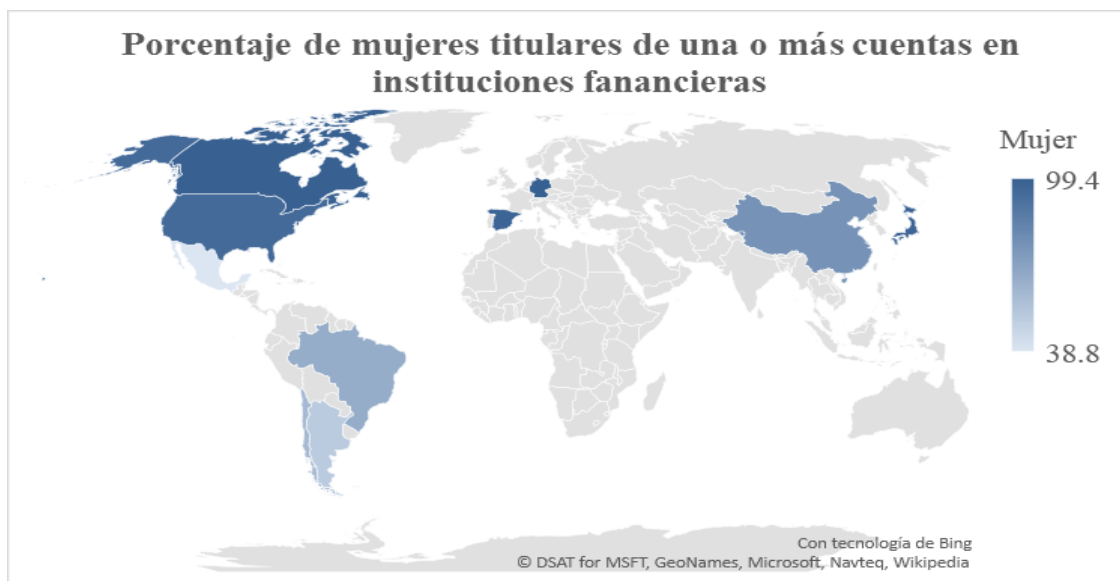 Porcentaje de mujeres titulares de una o más cuentas en
instituciones fanancieras
Mujer
99.4
38.8
Con tecnología de Bing
© DSAT for MSFT, GeoNames, Microsoft, Navteq, Wikipedia